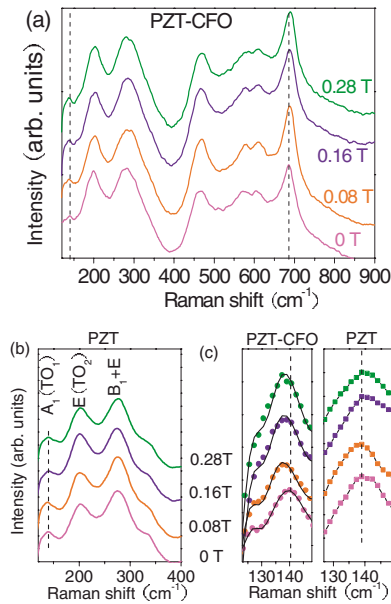 (a)
PZT-CFO
Intensity (arb. units)
0.28 T
0.16 T
0.08 T
0 T
200 300 400 500 600 700 800 900
Raman shift (cm-1)
(b)
PZT
Intensity (arb. units)
A1 (TO1)
E (TO2)
B1+E
0.28T
0.16T
0.08T
0 T
200 300 400
Raman shift (cm-1)
(c)
PZT-CFO
PZT
130 140
130 140
Raman shift (cm-1)